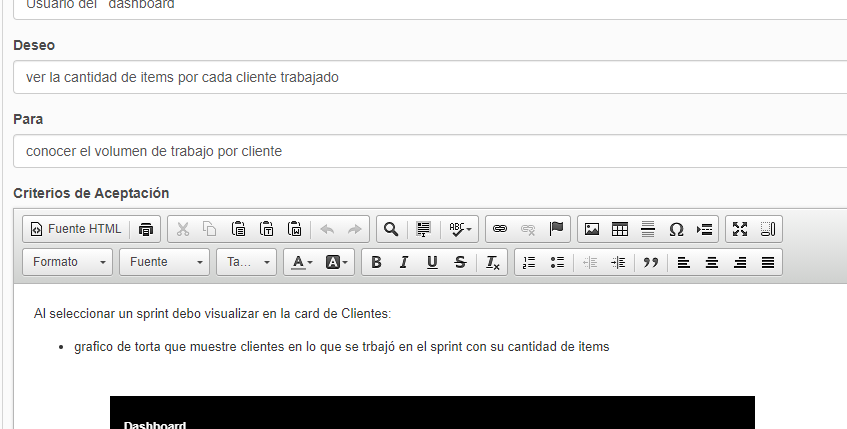 Usuario del dashboard
Deseo
ver la cantidad de items por cada cliente trabajado
Para
conocer el volumen de trabajo por cliente
Criterios de Aceptación
Fuente HTML
Formato Fuente Ta... A A B I U S Tx
Al seleccionar un sprint debo visualizar en la card de Clientes:
• grafico de torta que muestre clientes en lo que se trbajó en el sprint con su cantidad de items
Dashboard